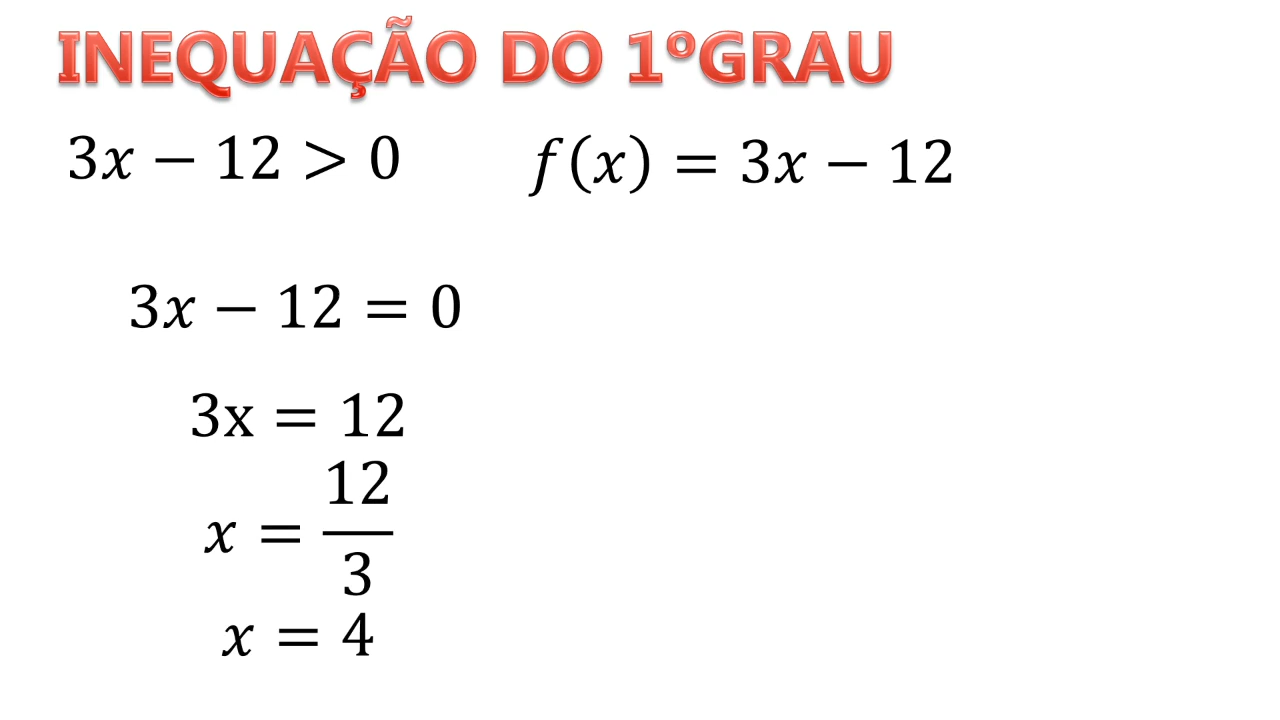 INEQUAÇÃO DO 1ºGRAU
3x − 12 > 0 f(x) = 3x − 12
3x − 12 = 0
3x = 12
x = 12/3
x = 4